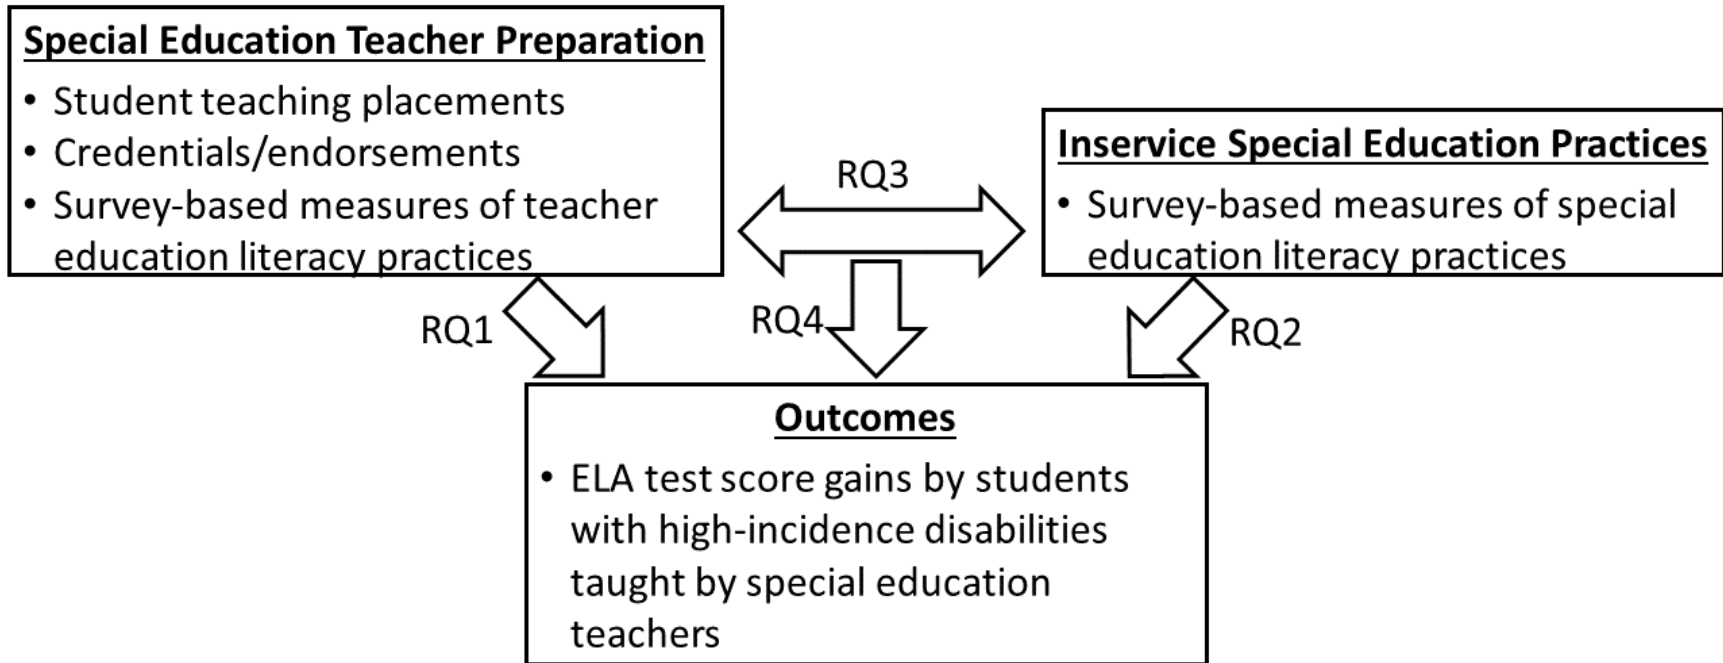 Special Education Teacher Preparation
• Student teaching placements
• Credentials/endorsements
• Survey-based measures of teacher
education literacy practices
Inservice Special Education Practices
• Survey-based measures of special
education literacy practices
RQ3
RQ1
RQ4
RQ2
Outcomes
• ELA test score gains by students
with high-incidence disabilities
taught by special education
teachers